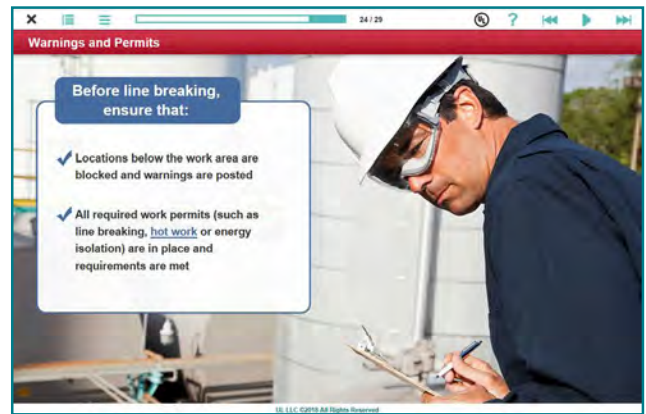 24 / 29
UL
?
Warnings and Permits
Before line breaking,
ensure that:
Locations below the work area are
blocked and warnings are posted
All required work permits (such as
line breaking, hot work or energy
isolation) are in place and
requirements are met
UL LLC ©2018 All Rights Reserved